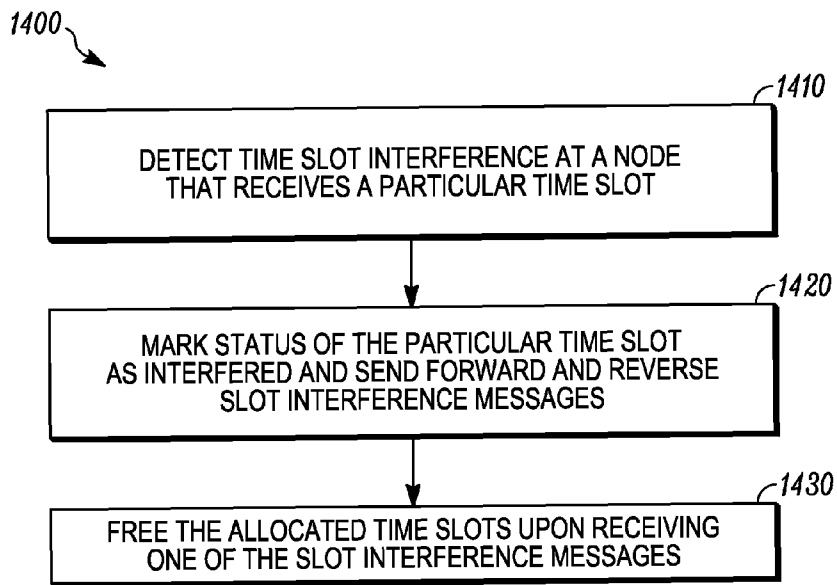 1400
1410
DETECT TIME SLOT INTERFERENCE AT A NODE
THAT RECEIVES A PARTICULAR TIME SLOT
1420
MARK STATUS OF THE PARTICULAR TIME SLOT
AS INTERFERED AND SEND FORWARD AND REVERSE
SLOT INTERFERENCE MESSAGES
1430
FREE THE ALLOCATED TIME SLOTS UPON RECEIVING
ONE OF THE SLOT INTERFERENCE MESSAGES